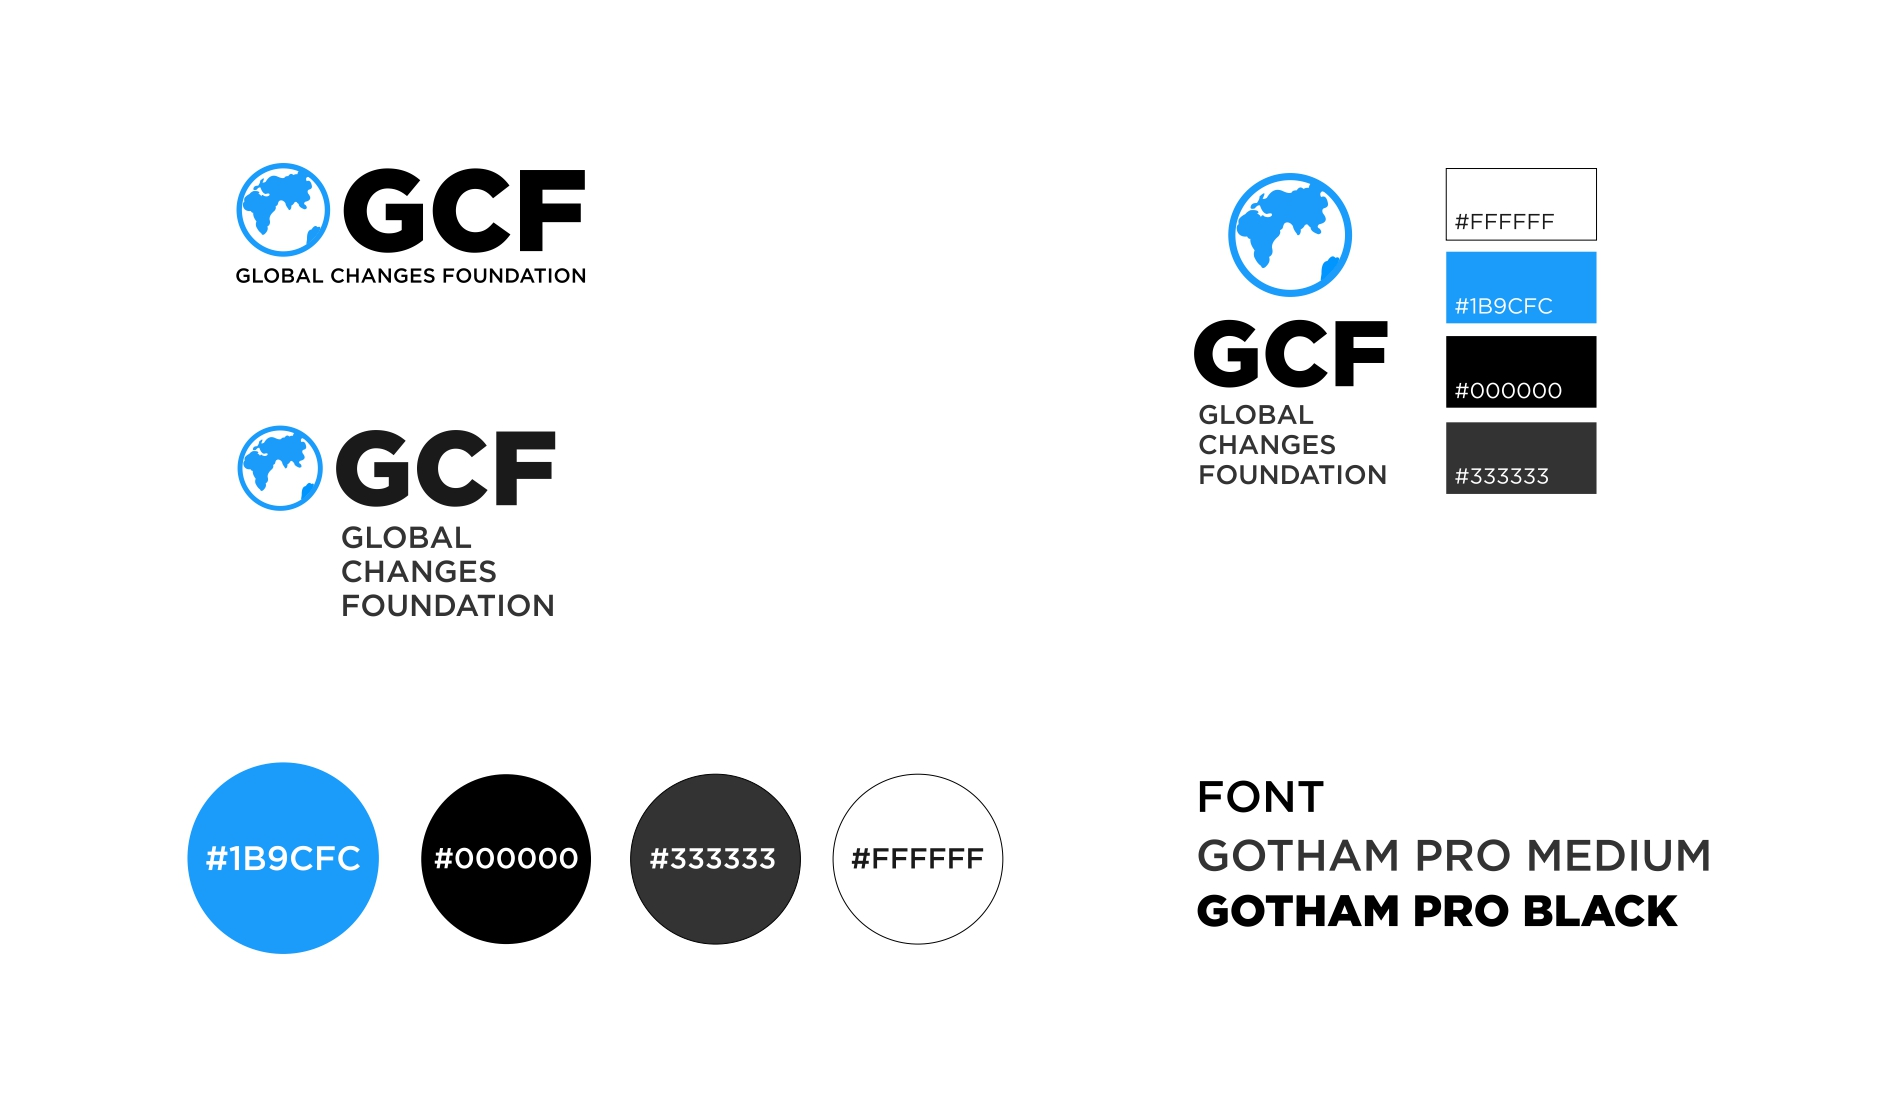 GCF
GLOBAL CHANGES FOUNDATION
GCF
GLOBAL
CHANGES
FOUNDATION
GCF
GLOBAL
CHANGES
FOUNDATION
#FFFFFF
#1B9CFC
#000000
#333333
#1B9CFC
#000000
#333333
#FFFFFF
FONT
GOTHAM PRO MEDIUM
GOTHAM PRO BLACK